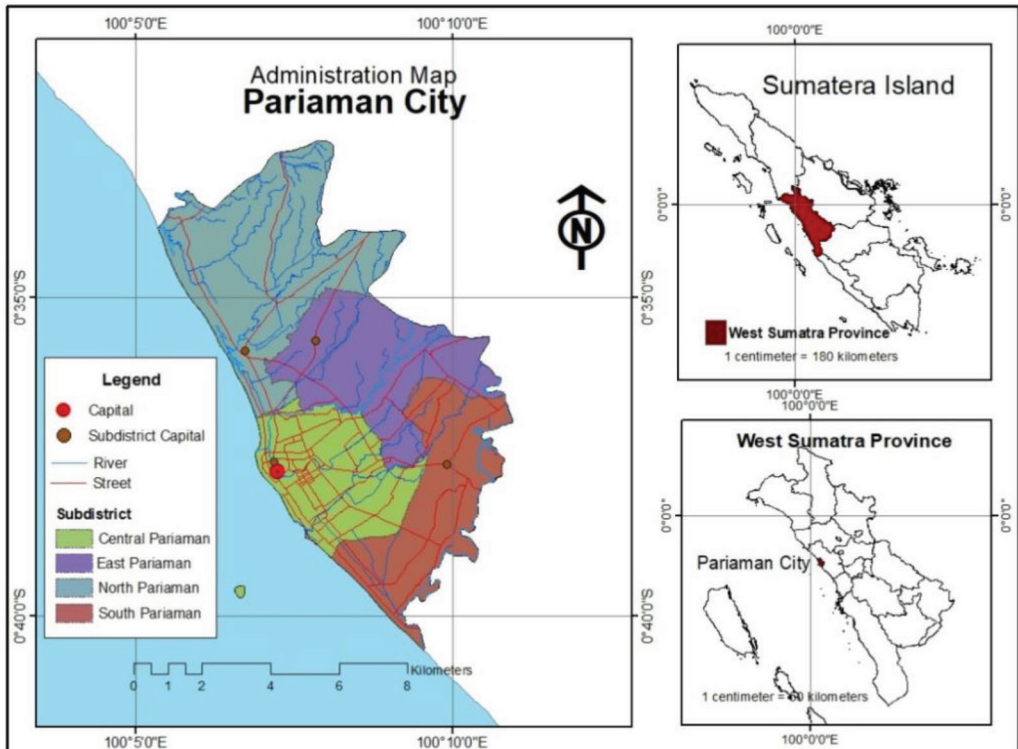 100°5'0"E
100°10'0"E
Administration Map
Pariaman City
N
0°35'0"S
0°35'0"S
0°40'0"S
0°40'0"S
Legend
Capital
Subdistrict Capital
River
Street
Subdistrict
Central Pariaman
East Pariaman
North Pariaman
South Pariaman
Kilometers
0 1 2 4 6 8
100°5'0"E
100°10'0"E
100°0'0"E
Sumatera Island
0°0'0"
West Sumatra Province
1 centimeter = 180 kilometers
100°0'0"E
100°0'0"E
West Sumatra Province
0°0'0"
0°0'0"
Pariaman City
1 centimeter = 60 kilometers
100°0'0"E